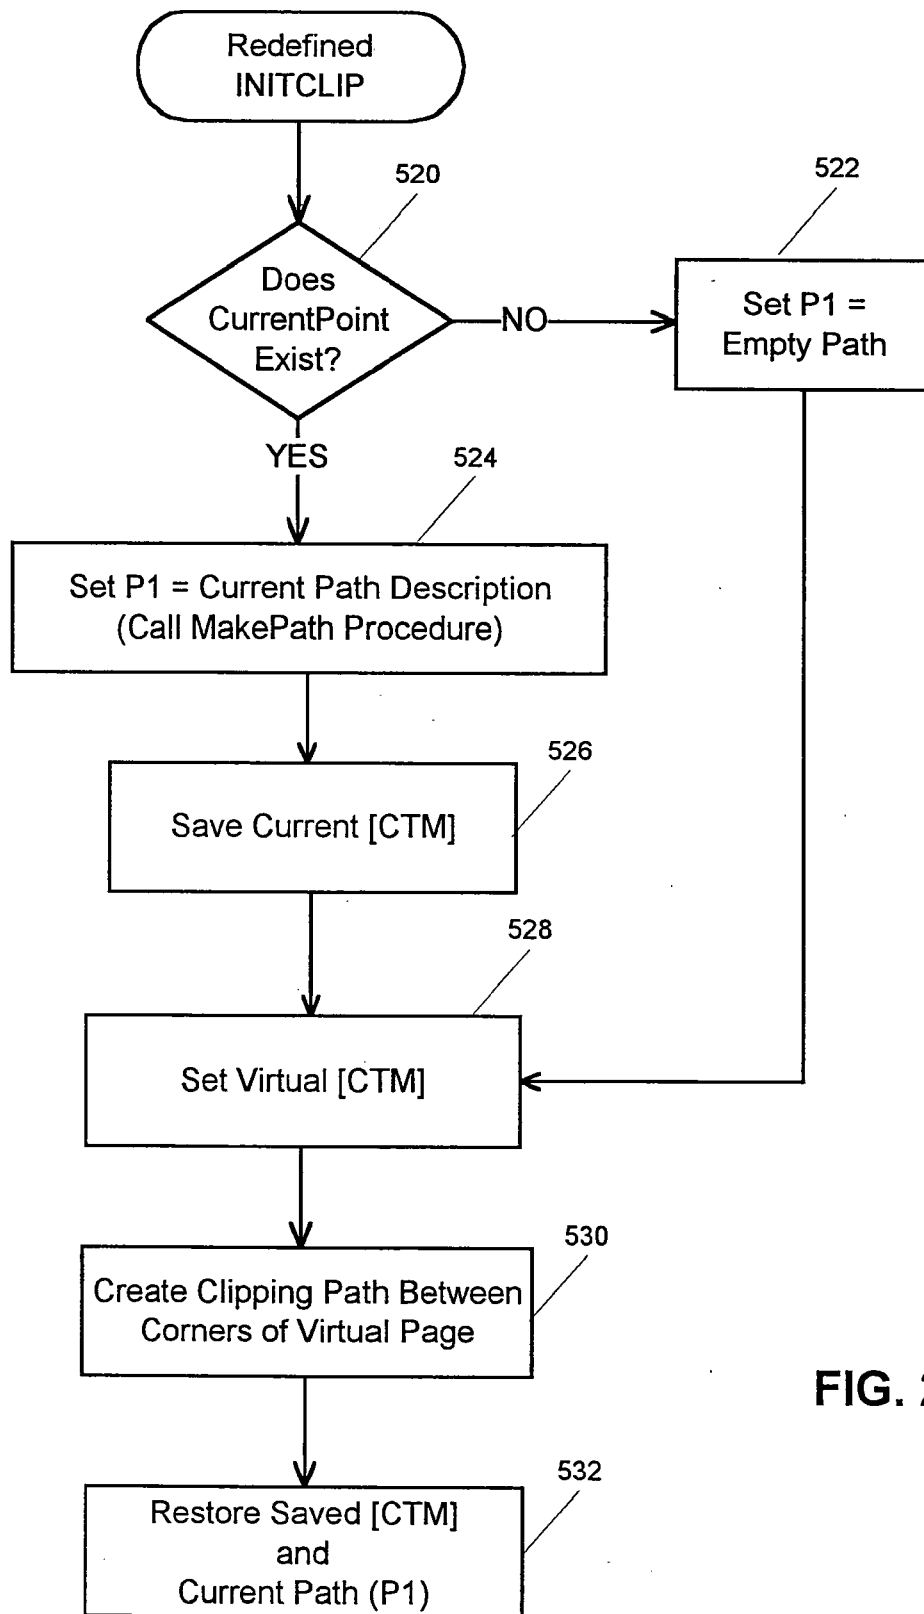 Redefined
INITCLIP
520
522
Does
CurrentPoint
Exist?
NO
Set P1 =
Empty Path
YES
524
Set P1 = Current Path Description
(Call MakePath Procedure)
526
Save Current [CTM]
528
Set Virtual [CTM]
530
Create Clipping Path Between
Corners of Virtual Page
FIG.
532
Restore Saved [CTM]
and
Current Path (P1)